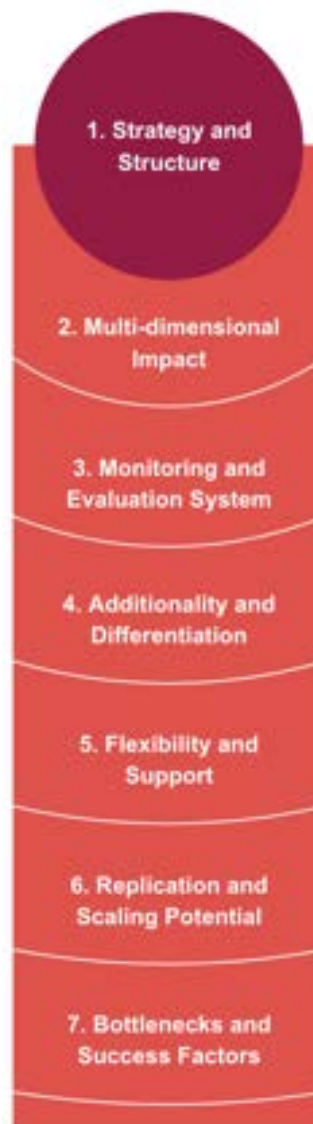 1. Strategy and
Structure
2. Multi-dimensional
Impact
3. Monitoring and
Evaluation System
4. Additionality and
Differentiation
5. Flexibility and
Support
6. Replication and
Scaling Potential
7. Bottlenecks and
Success Factors